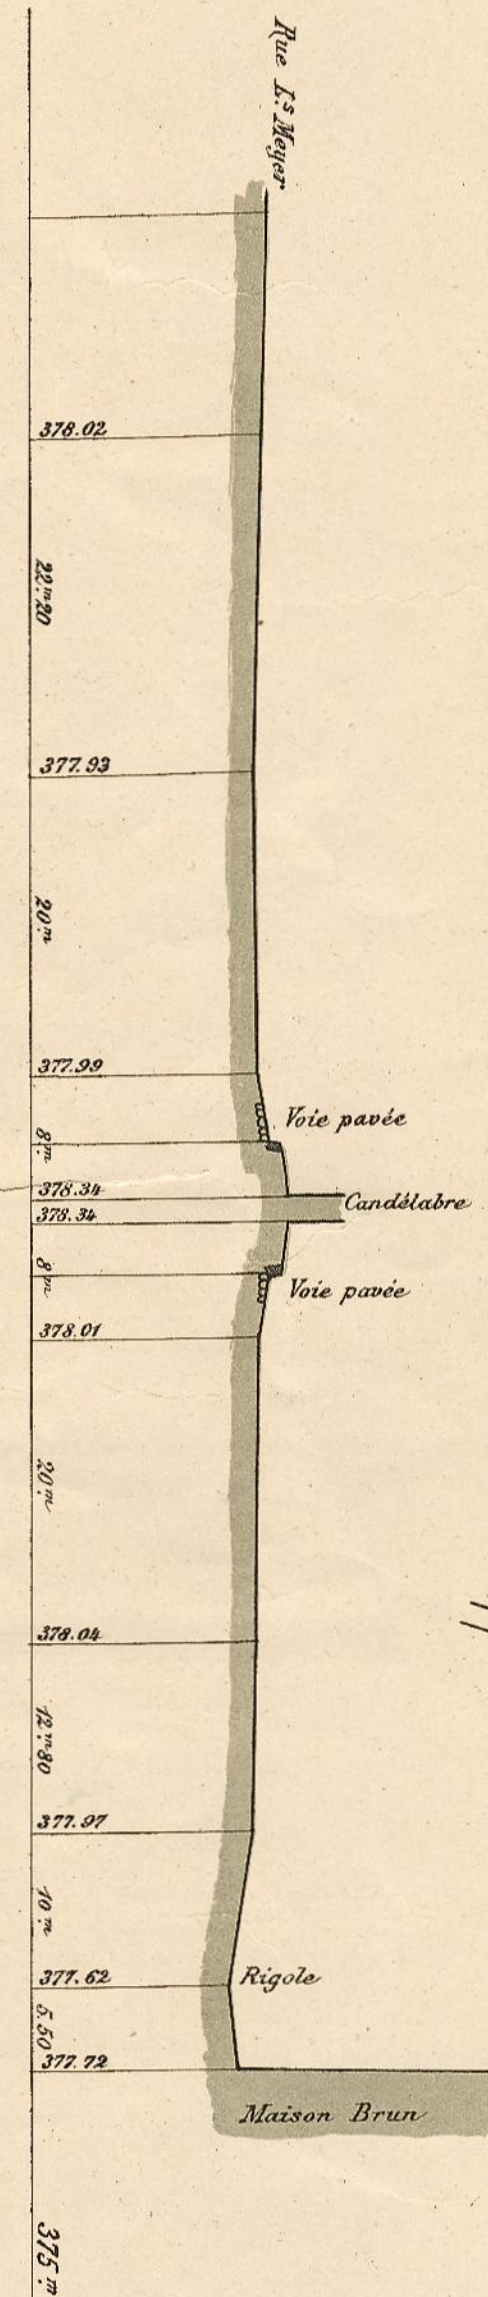 Rue Ls Meyer
378.02
22m20
377.93
20m
377.99
Voie pavée
8m
378.34
Candélabre
378.34
8m
Voie pavée
378.01
20m
378.04
12m80
377.97
10m
377.62
Rigole
5.50
377.72
Maison Brun
375m